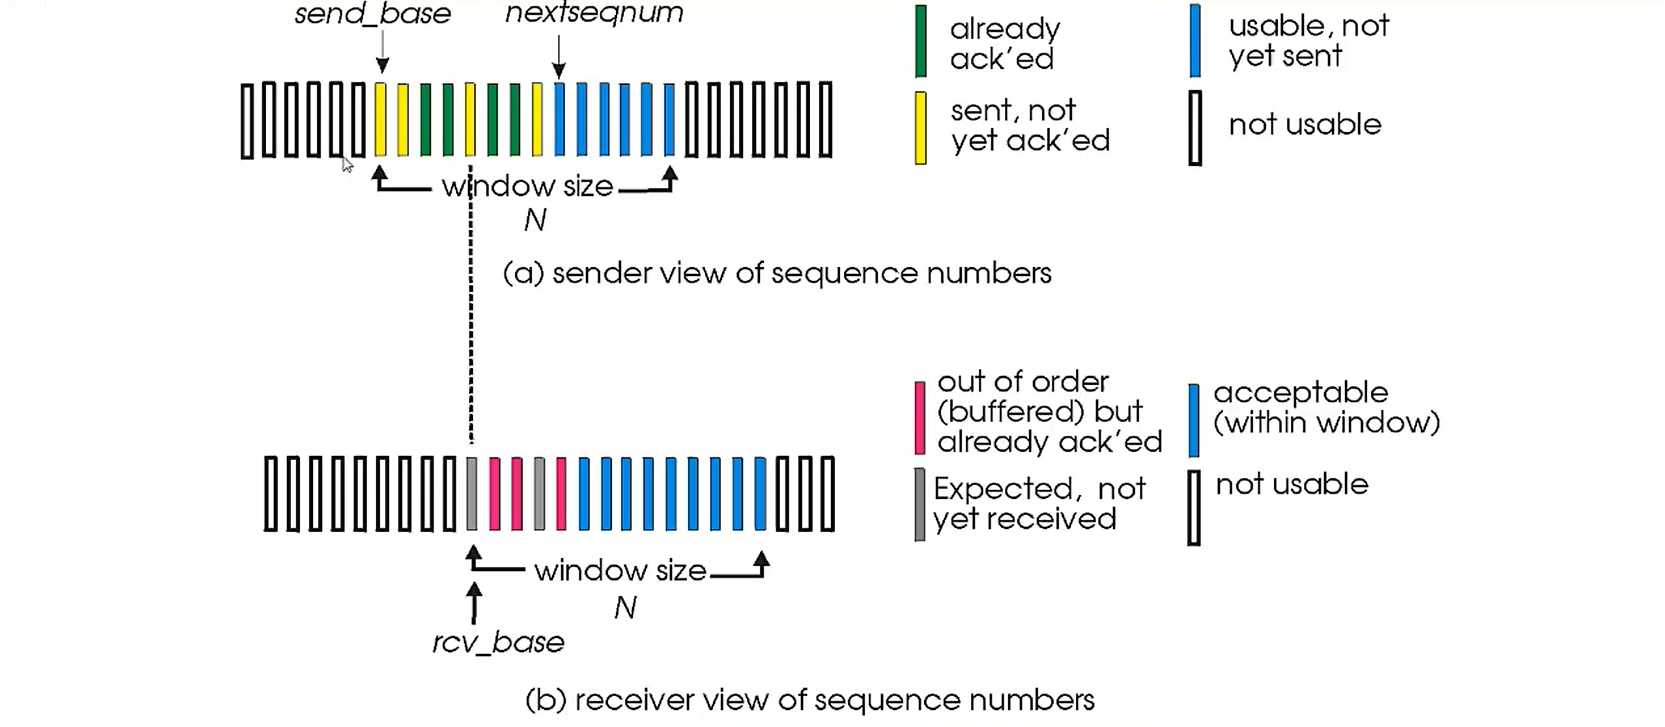 send_base
nextseqnum
already
ack'ed
usable, not
yet sent
sent, not
yet ack'ed
not usable
window size
N
(a) sender view of sequence numbers
out of order
(buffered) but
already ack'ed
acceptable
(within window)
Expected, not
yet received
not usable
window size
N
rcv_base
(b) receiver view of sequence numbers